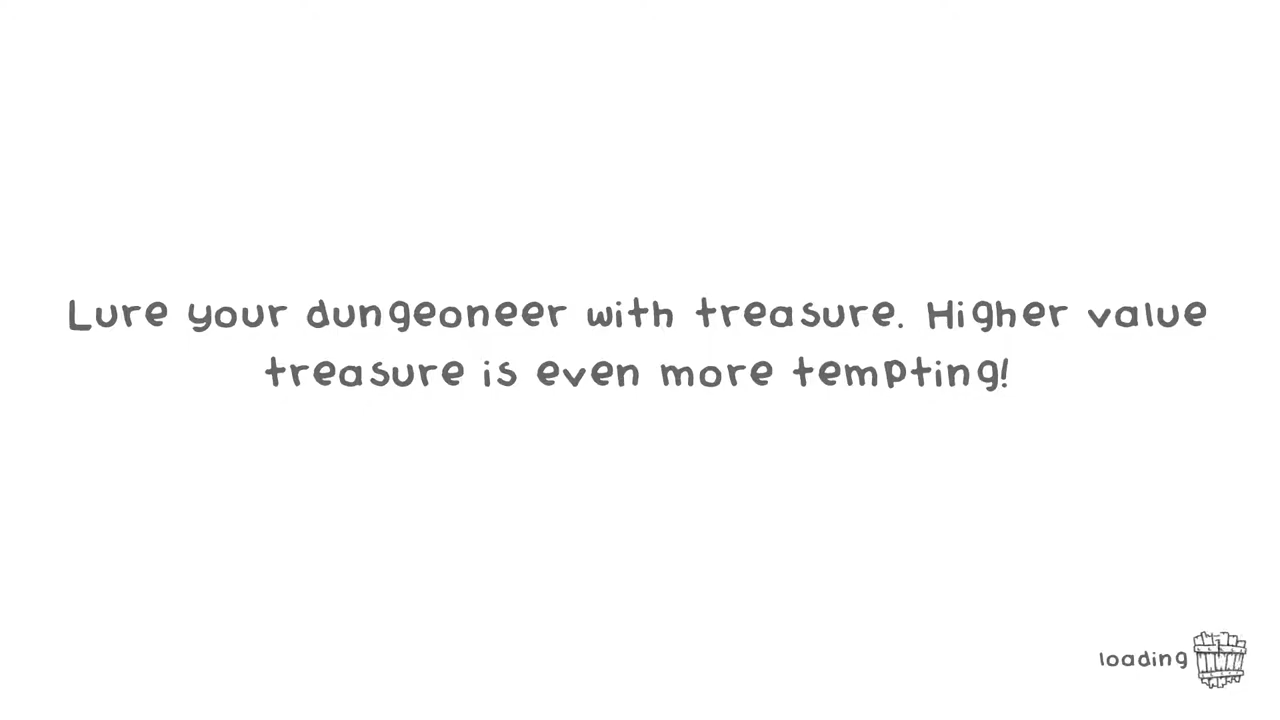 Lure your dungeoneer with treasure. Higher value
treasure is even more tempting!
loading